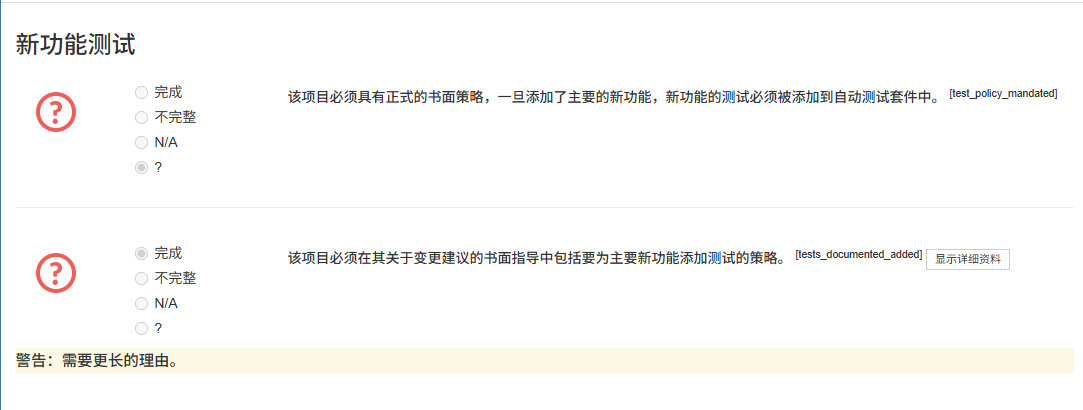 新功能测试
完成
不完整
N/A
?
该项目必须具有正式的书面策略，一旦添加了主要的新功能，新功能的测试必须被添加到自动测试套件中。 [test_policy_mandated]
完成
不完整
N/A
?
该项目必须在其关于变更建议的书面指导中包括要为主要新功能添加测试的策略。 [tests_documented_added] 显示详细资料
警告：需要更长的理由。